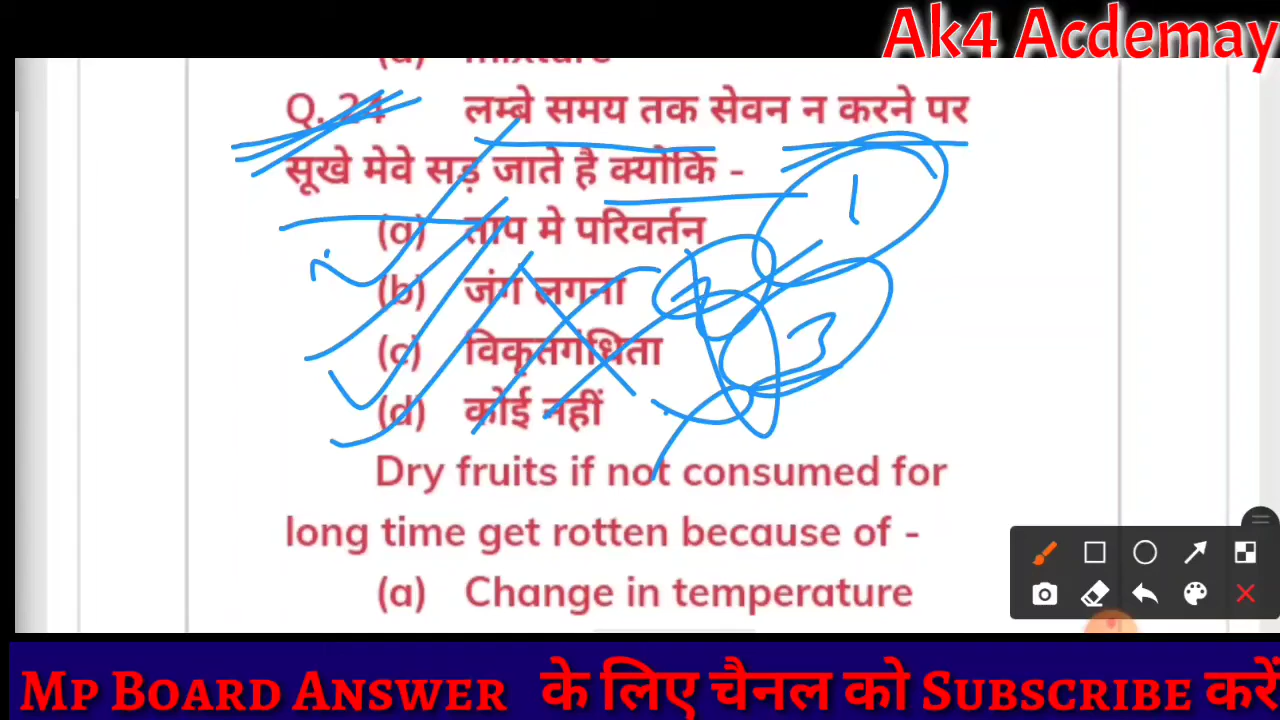 Ak4 Acdemay
(d) mixture
Q. 24 लम्बे समय तक सेवन न करने पर
सूखे मेवे सड़ जाते है क्योकि -
(a) ताप मे परिवर्तन
(b) जंग लगना
(c) विकृतगंधिता
(d) कोई नहीं
Dry fruits if not consumed for
long time get rotten because of -
(a) Change in temperature
MP BOARD ANSWER के लिए चैनल को SUBSCRIBE करें